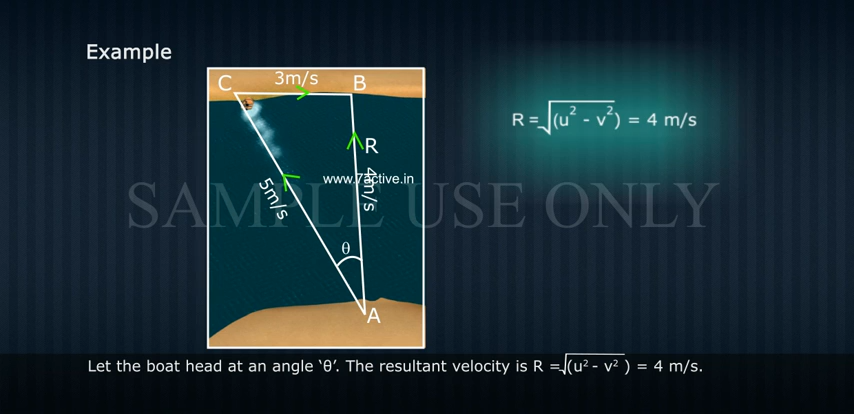 Example
C 3m/s B
R = √(u² - v²) = 4 m/s
R
www.7active.in
4m/s
5m/s
SAMPLE USE ONLY
θ
A
Let the boat head at an angle ‘θ’. The resultant velocity is R =√(u² - v² ) = 4 m/s.